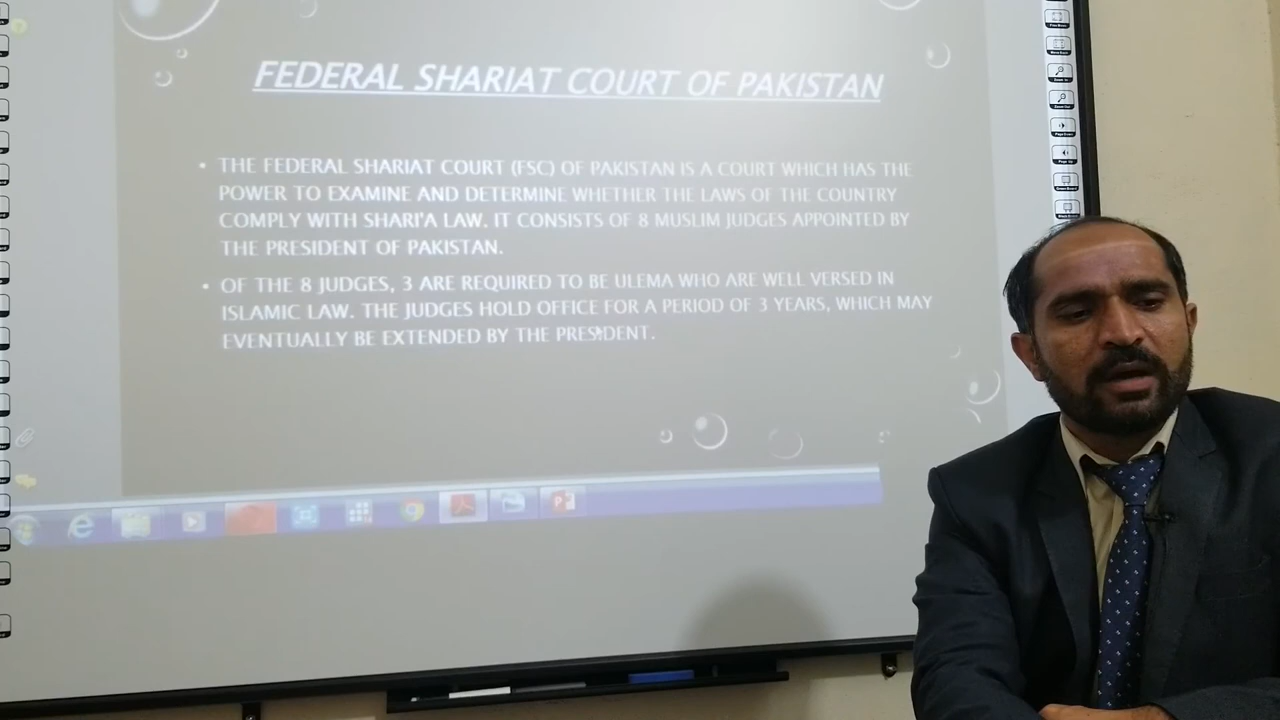 FEDERAL SHARIAT COURT OF PAKISTAN
• THE FEDERAL SHARIAT COURT (FSC) OF PAKISTAN IS A COURT WHICH HAS THE
POWER TO EXAMINE AND DETERMINE WHETHER THE LAWS OF THE COUNTRY
COMPLY WITH SHARI'A LAW. IT CONSISTS OF 8 MUSLIM JUDGES APPOINTED BY
THE PRESIDENT OF PAKISTAN.
• OF THE 8 JUDGES, 3 ARE REQUIRED TO BE ULEMA WHO ARE WELL VERSED IN
ISLAMIC LAW. THE JUDGES HOLD OFFICE FOR A PERIOD OF 3 YEARS, WHICH MAY
EVENTUALLY BE EXTENDED BY THE PRESIDENT.